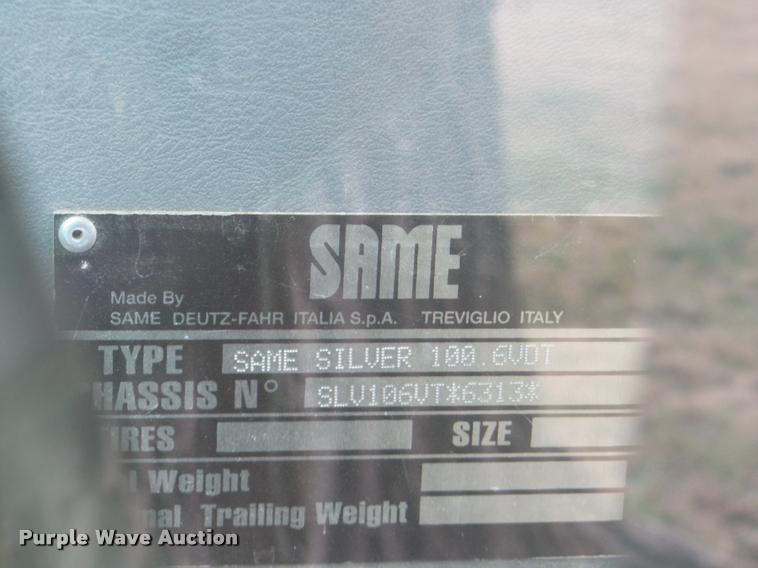 SAME
Made By
SAME DEUTZ-FAHR ITALIA S.p.A. TREVIGLIO ITALY
TYPE SAME SILVER 100.6VDT
HASSIS N° SLV106VT*6313*
RES SIZE
Weight
nal Trailing Weight
Purple Wave Auction